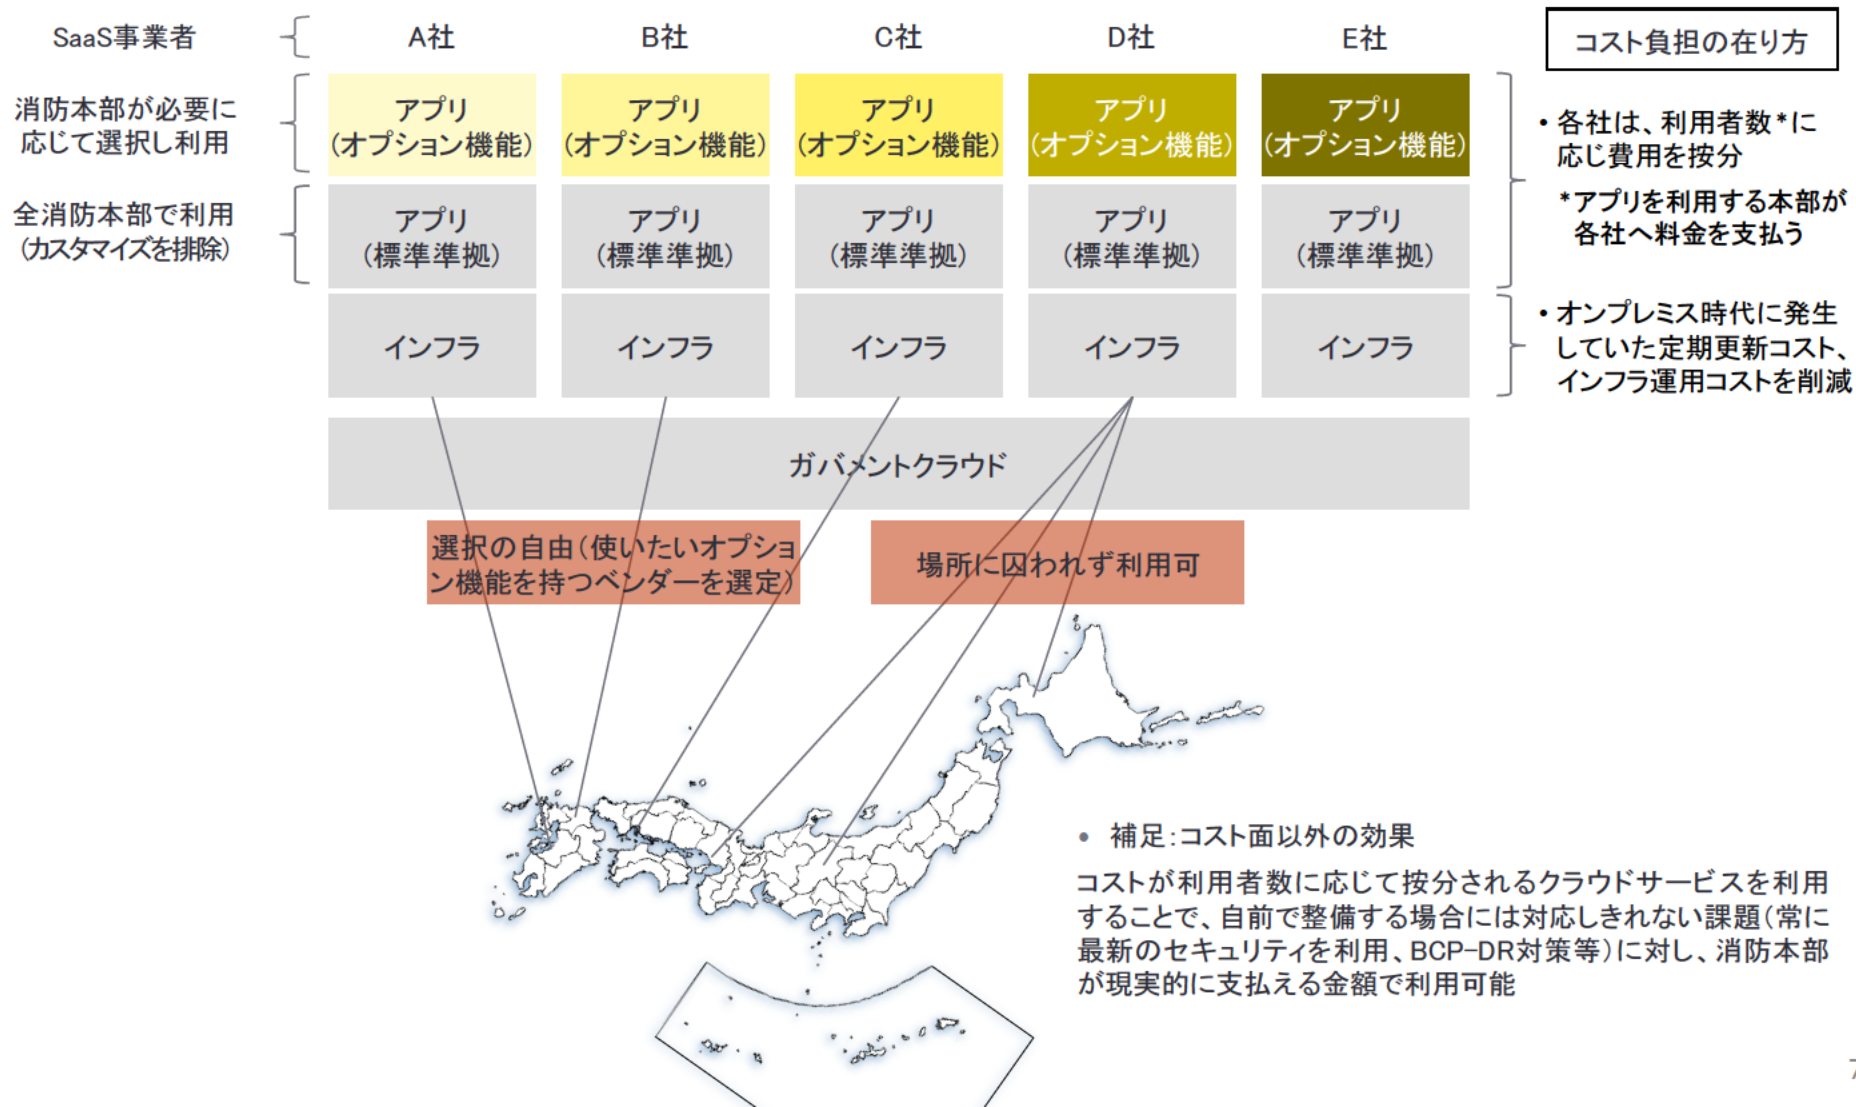 SaaS事業者
A社
B社
C社
D社
E社
コスト負担の在り方
消防本部が必要に
応じて選択し利用
アプリ
(オプション機能)
アプリ
(オプション機能)
アプリ
(オプション機能)
アプリ
(オプション機能)
アプリ
(オプション機能)
・各社は、利用者数*に
応じ費用を按分
*アプリを利用する本部が
各社へ料金を支払う
全消防本部で利用
(カスタマイズを排除)
アプリ
(標準準拠)
アプリ
(標準準拠)
アプリ
(標準準拠)
アプリ
(標準準拠)
アプリ
(標準準拠)
インフラ
インフラ
インフラ
インフラ
インフラ
・オンプレミス時代に発生
していた定期更新コスト、
インフラ運用コストを削減
ガバメントクラウド
選択の自由(使いたいオプショ
ン機能を持つベンダーを選定)
場所に囚われず利用可
• 補足:コスト面以外の効果
コストが利用者数に応じて按分されるクラウドサービスを利用
することで、自前で整備する場合には対応しきれない課題(常に
最新のセキュリティを利用、BCP-DR対策等)に対し、消防本部
が現実的に支払える金額で利用可能
7